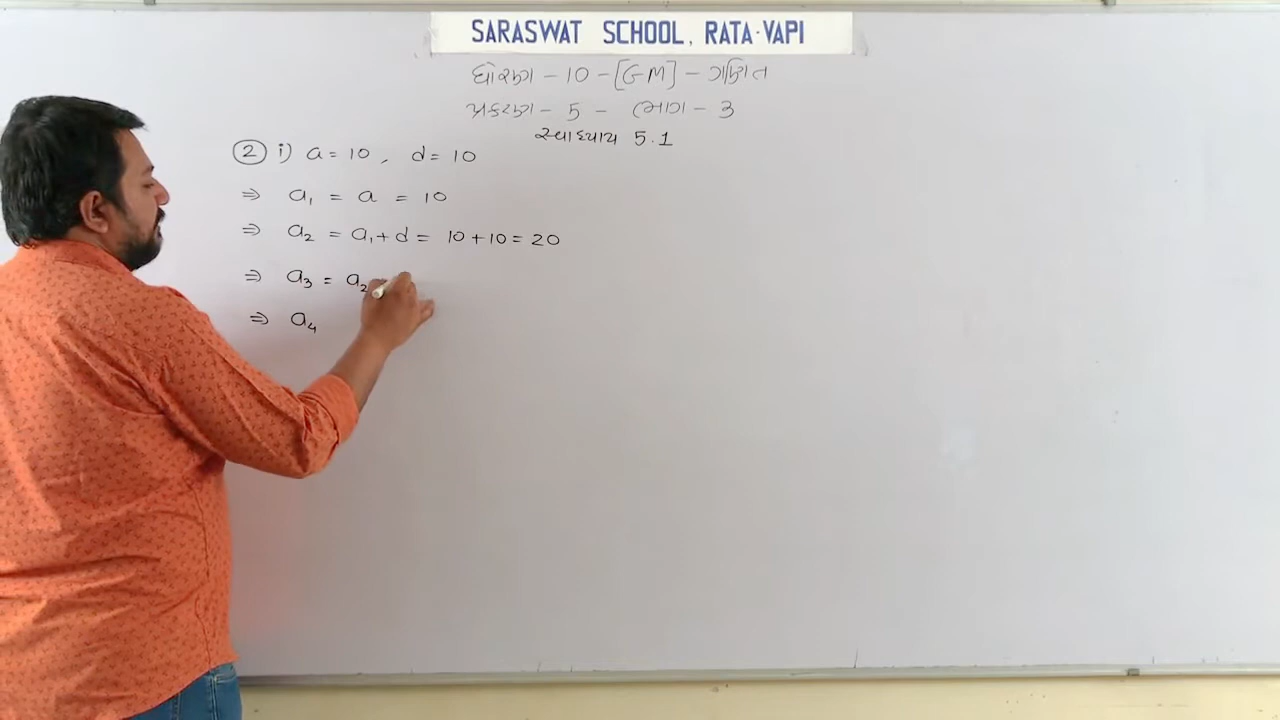 SARASWAT SCHOOL, RATA·VAPI
ધોરણ - 10 - [GM] - ગણિત
પ્રકરણ - 5 - ભાગ - 3
સ્વાધ્યાય 5.1
② i) a = 10 , d = 10
⇒ a₁ = a = 10
⇒ a₂ = a₁ + d = 10 + 10 = 20
⇒ a₃ = a₂
⇒ a₄